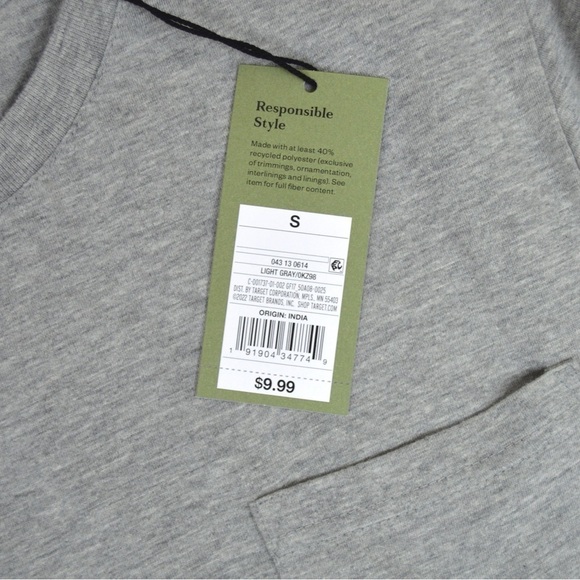 Responsible
Style
Made with at least 40%
recycled polyester (exclusive
of trimmings, ornamentation,
interlinings and linings). See
item for full fiber content.
S
043 13 0614
LIGHT GRAY/0KZ98
C-001737-01-002 GF17_50A08-0025
DIST. BY TARGET CORPORATION, MPLS., MN 55403
©2022 TARGET BRANDS, INC. SHOP TARGET.COM
ORIGIN: INDIA
1 91904 34774 9
$9.99